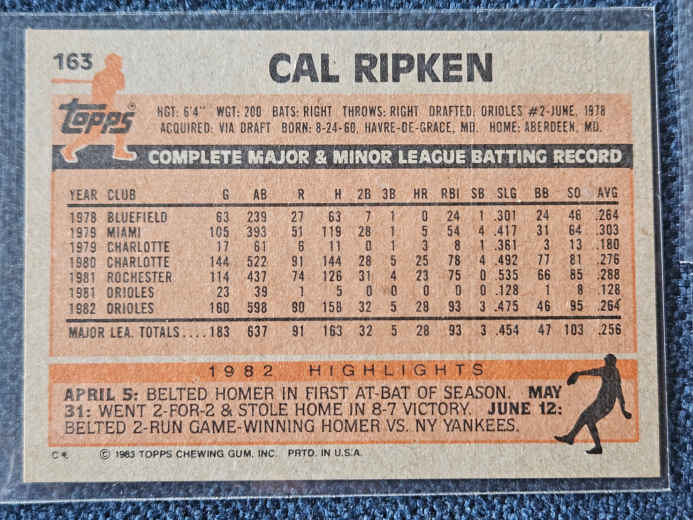 163
CAL RIPKEN
Topps®
HGT: 6'4" WGT: 200 BATS: RIGHT THROWS: RIGHT DRAFTED: ORIOLES #2-JUNE, 1978
ACQUIRED: VIA DRAFT BORN: 8-24-60, HAVRE-DE-GRACE, MD. HOME: ABERDEEN, MD.
COMPLETE MAJOR & MINOR LEAGUE BATTING RECORD
YEAR CLUB G AB R H 2B 3B HR RBI SB SLG BB SO AVG
1978 BLUEFIELD 63 239 27 63 7 1 0 24 1 .301 24 46 .264
1979 MIAMI 105 393 51 119 28 1 5 54 4 .417 31 64 .303
1979 CHARLOTTE 17 61 6 11 0 1 3 8 1 .361 3 13 .180
1980 CHARLOTTE 144 522 91 144 28 5 25 78 4 .492 77 81 .276
1981 ROCHESTER 114 437 74 126 31 4 23 75 0 .535 66 85 .288
1981 ORIOLES 23 39 1 5 0 0 0 0 0 .128 1 8 .128
1982 ORIOLES 160 598 80 158 32 5 28 93 3 .475 46 95 .264
MAJOR LEA. TOTALS....183 637 91 163 32 5 28 93 3 .454 47 103 .256
1982 HIGHLIGHTS
APRIL 5: BELTED HOMER IN FIRST AT-BAT OF SEASON. MAY
31: WENT 2-FOR-2 & STOLE HOME IN 8-7 VICTORY. JUNE 12:
BELTED 2-RUN GAME-WINNING HOMER VS. NY YANKEES.
C* © 1983 TOPPS CHEWING GUM, INC. PRTD. IN U.S.A.